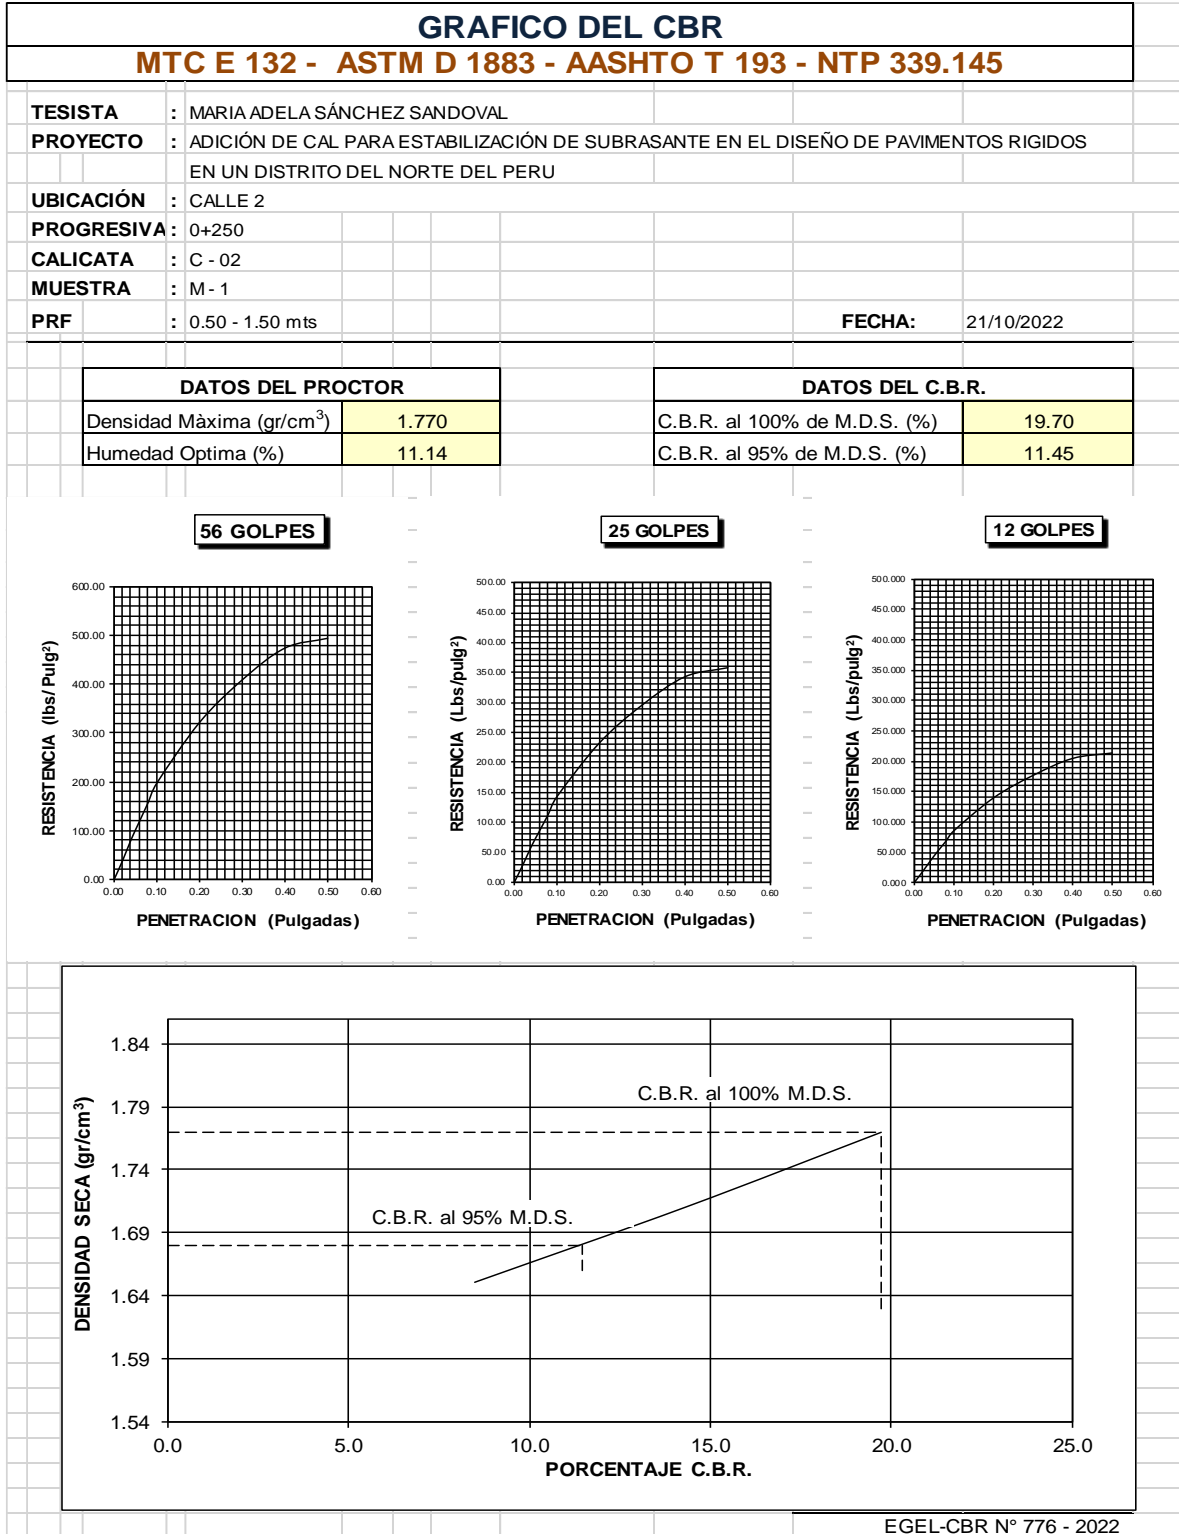 GRAFICO DEL CBR
MTC E 132 - ASTM D 1883 - AASHTO T 193 - NTP 339.145
TESISTA : MARIA ADELA SÁNCHEZ SANDOVAL
PROYECTO : ADICIÓN DE CAL PARA ESTABILIZACIÓN DE SUBRASANTE EN EL DISEÑO DE PAVIMENTOS RIGIDOS
EN UN DISTRITO DEL NORTE DEL PERU
UBICACIÓN : CALLE 2
PROGRESIVA : 0+250
CALICATA : C - 02
MUESTRA : M - 1
PRF : 0.50 - 1.50 mts FECHA: 21/10/2022
DATOS DEL PROCTOR
Densidad Màxima (gr/cm³) 1.770
Humedad Optima (%) 11.14
DATOS DEL C.B.R.
C.B.R. al 100% de M.D.S. (%) 19.70
C.B.R. al 95% de M.D.S. (%) 11.45
56 GOLPES
RESISTENCIA (lbs/ Pulg²)
600.00
500.00
400.00
300.00
200.00
100.00
0.00
0.00 0.10 0.20 0.30 0.40 0.50 0.60
PENETRACION (Pulgadas)
25 GOLPES
RESISTENCIA (Lbs/pulg²)
500.00
450.00
400.00
350.00
300.00
250.00
200.00
150.00
100.00
50.00
0.00
0.00 0.10 0.20 0.30 0.40 0.50 0.60
PENETRACION (Pulgadas)
12 GOLPES
RESISTENCIA (Lbs/pulg²)
500.000
450.000
400.000
350.000
300.000
250.000
200.000
150.000
100.000
50.000
0.000
0.00 0.10 0.20 0.30 0.40 0.50 0.60
PENETRACION (Pulgadas)
DENSIDAD SECA (gr/cm³)
1.84
1.79
1.74
1.69
1.64
1.59
1.54
C.B.R. al 100% M.D.S.
C.B.R. al 95% M.D.S.
0.0 5.0 10.0 15.0 20.0 25.0
PORCENTAJE C.B.R.
EGEL-CBR N° 776 - 2022